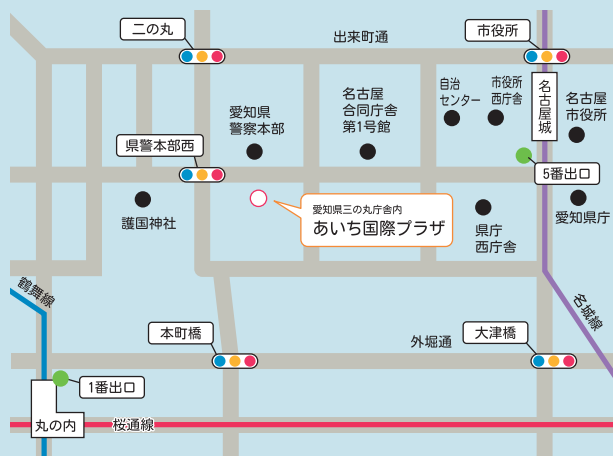 二の丸
出来町通
市役所
自治
センター
市役所
西庁舎
名古屋城
名古屋
市役所
愛知県
警察本部
名古屋
合同庁舎
第1号館
県警本部西
5番出口
護国神社
愛知県三の丸庁舎内
あいち国際プラザ
県庁
西庁舎
愛知県庁
鶴舞線
名城線
本町橋
外堀通
大津橋
1番出口
丸の内
桜通線